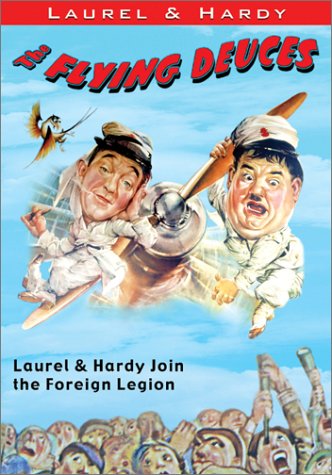 LAUREL & HARDY
The FLYING DEUCES
Laurel & Hardy Join
the Foreign Legion